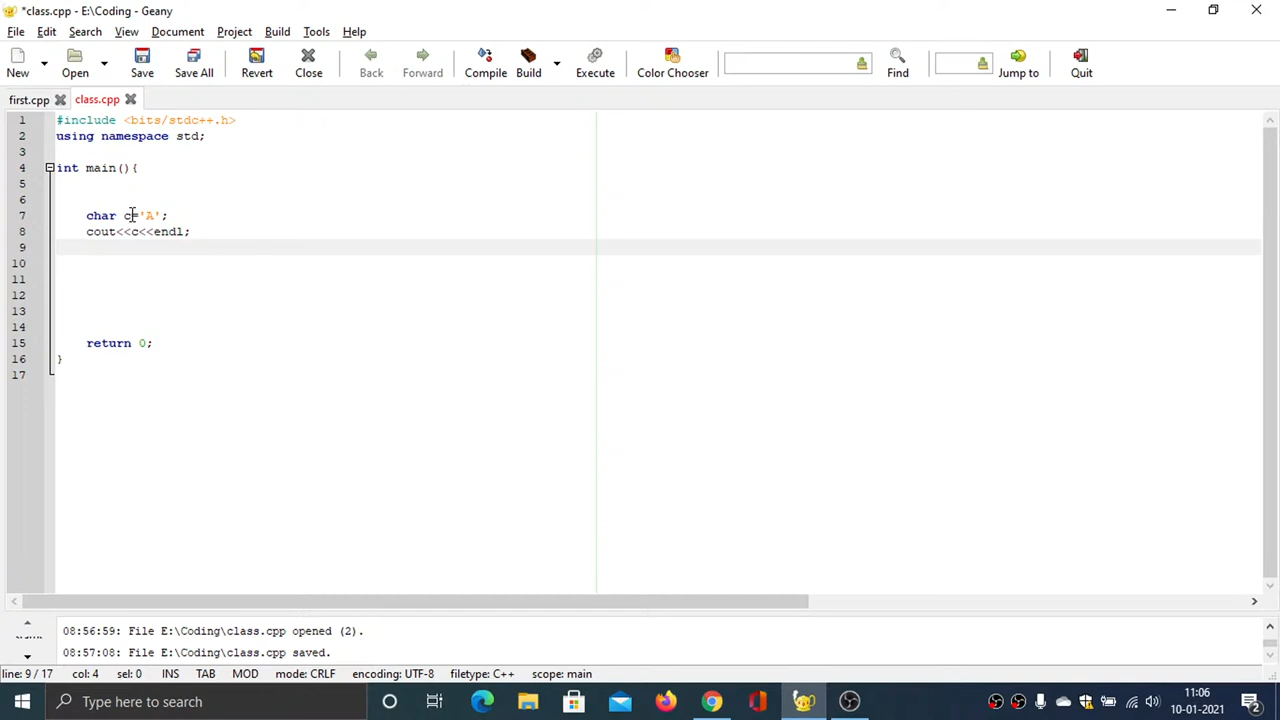 *class.cpp - E:\Coding - Geany
File Edit Search View Document Project Build Tools Help
New Open Save Save All Revert Close Back Forward Compile Build Execute Color Chooser Find Jump to Quit
first.cpp class.cpp
1 #include <bits/stdc++.h>
2 using namespace std;
3
4 int main(){
5
6
7 char c='A';
8 cout<<c<<endl;
9
10
11
12
13
14
15 return 0;
16 }
17
08:56:59: File E:\Coding\class.cpp opened (2).
08:57:08: File E:\Coding\class.cpp saved.
line: 9 / 17 col: 4 sel: 0 INS TAB MOD mode: CRLF encoding: UTF-8 filetype: C++ scope: main
Type here to search
11:06
10-01-2021
2